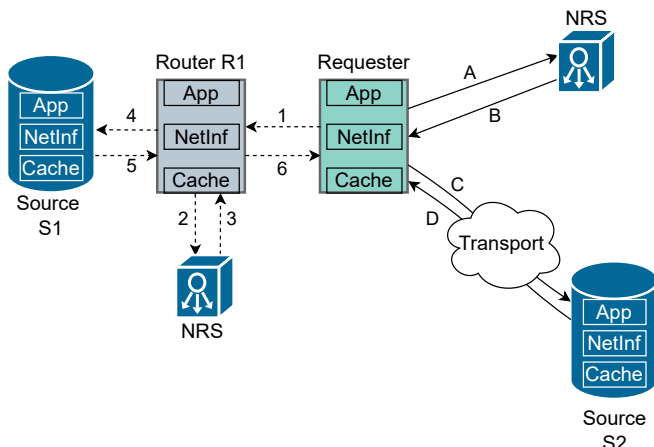 NRS
Router R1
Requester
A
B
App
NetInf
Cache
Source
S1
4
5
App
NetInf
Cache
1
6
App
NetInf
Cache
2
3
NRS
C
D
Transport
App
NetInf
Cache
Source
S2